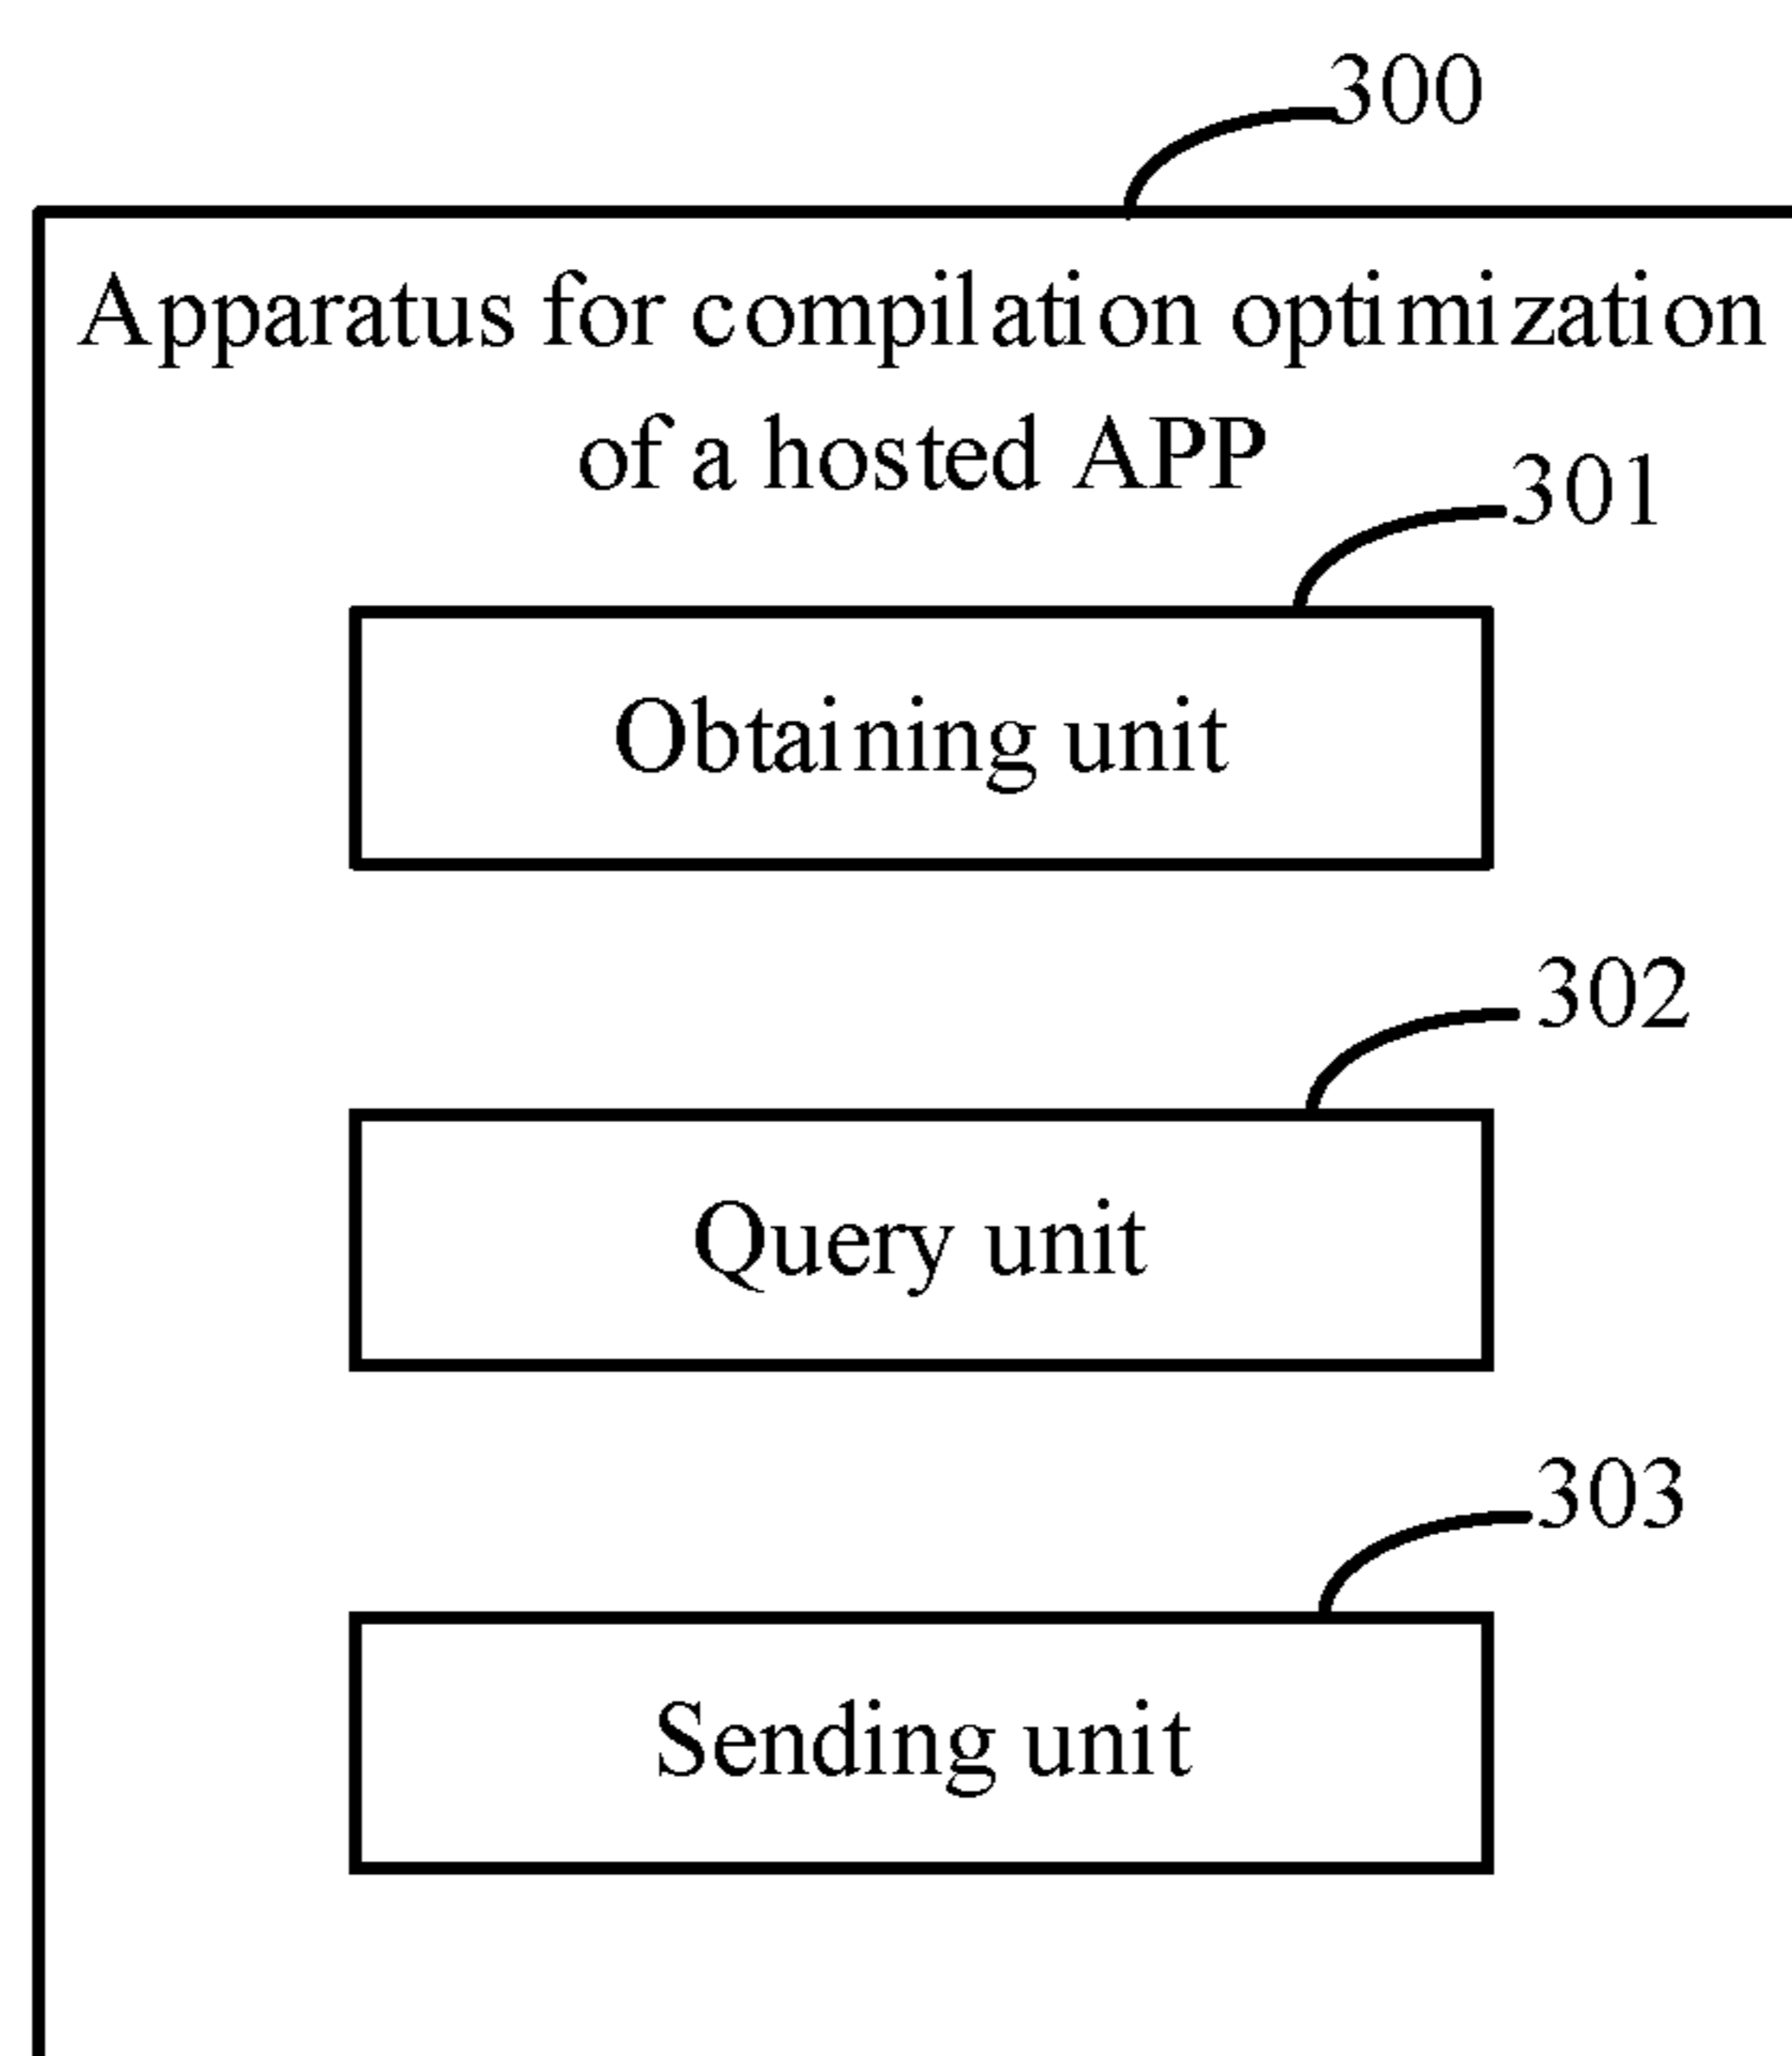 300
Apparatus for compilation optimization
of a hosted APP
301
Obtaining unit
302
Query unit
303
Sending unit